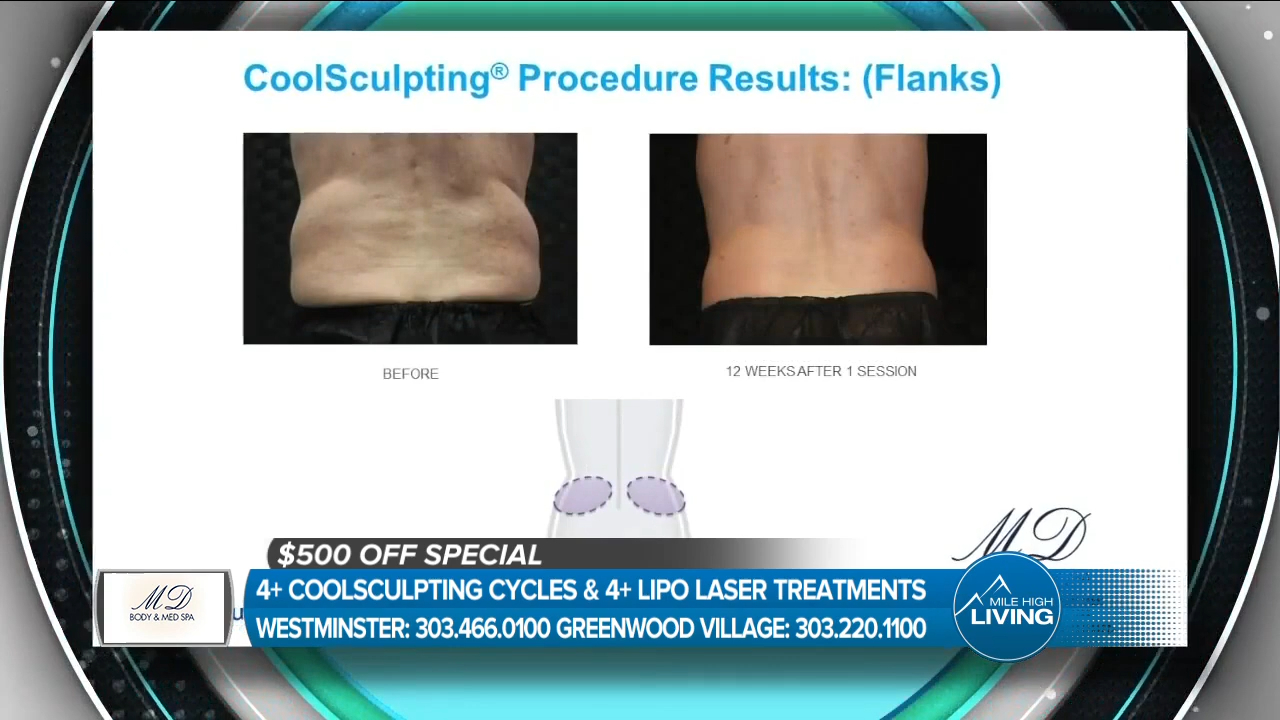 CoolSculpting® Procedure Results: (Flanks)
BEFORE
12 WEEKS AFTER 1 SESSION
MD
$500 OFF SPECIAL
4+ COOLSCULPTING CYCLES & 4+ LIPO LASER TREATMENTS
WESTMINSTER: 303.466.0100 GREENWOOD VILLAGE: 303.220.1100
MD
BODY & MED SPA
MILE HIGH
LIVING